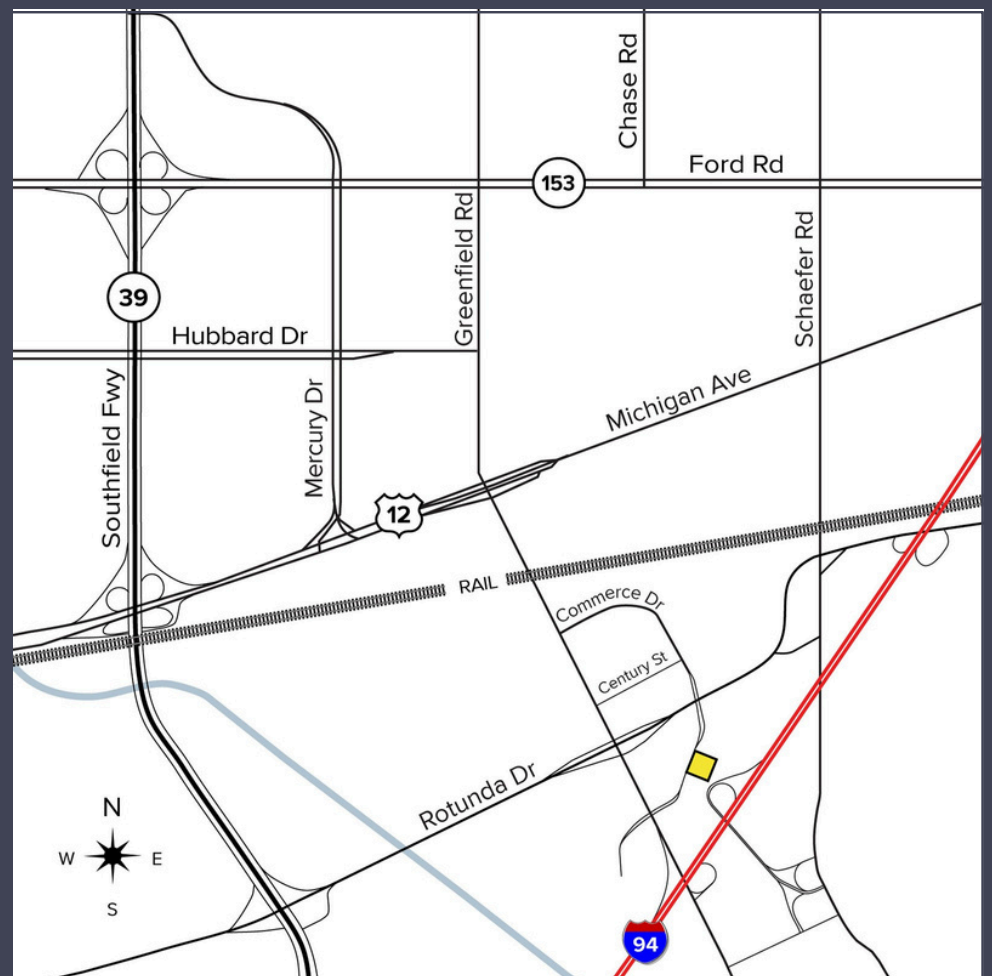 Chase Rd
Ford Rd
153
Greenfield Rd
Schaefer Rd
39
Hubbard Dr
Southfield Fwy
Mercury Dr
Michigan Ave
12
RAIL
Commerce Dr
Century St
Rotunda Dr
N
W E
S
94